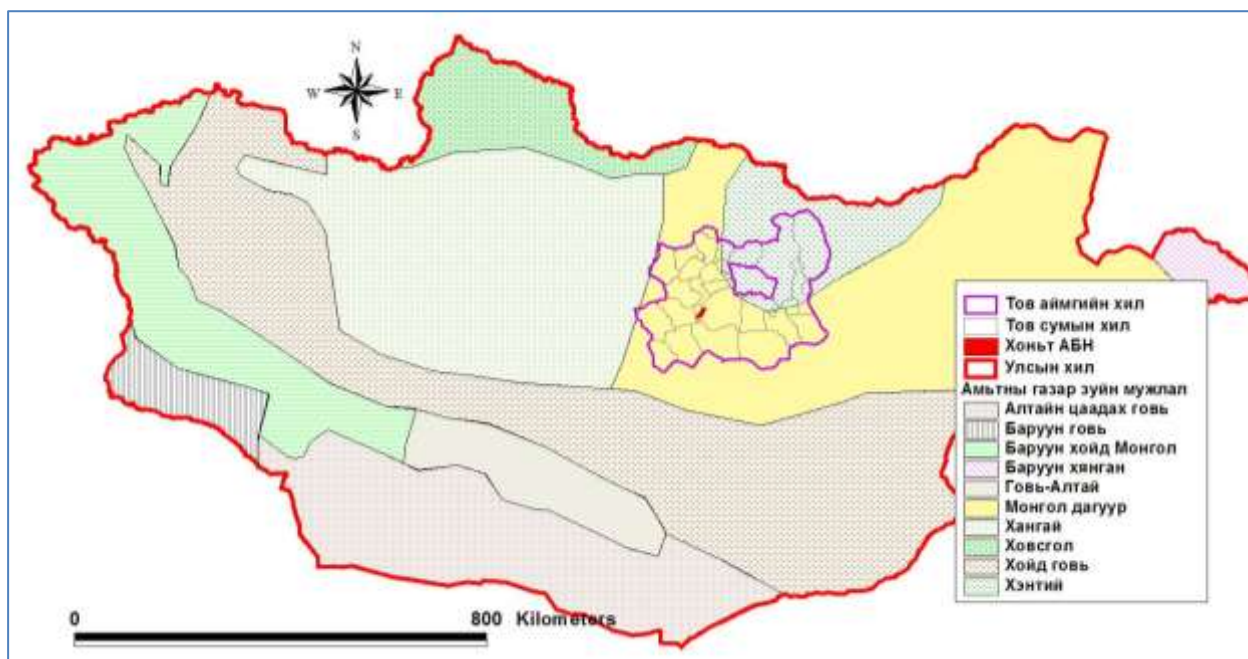 N
W E
S
Тов аймгийн хил
Тов сумын хил
Хоньт АБН
Улсын хил
Амьтны газар зүйн мужлал
Алтайн цаадах говь
Баруун говь
Баруун хойд Монгол
Баруун хянган
Говь-Алтай
Монгол дагуур
Хангай
Ховсгол
Хойд говь
Хэнтий
0 800 Kilometers